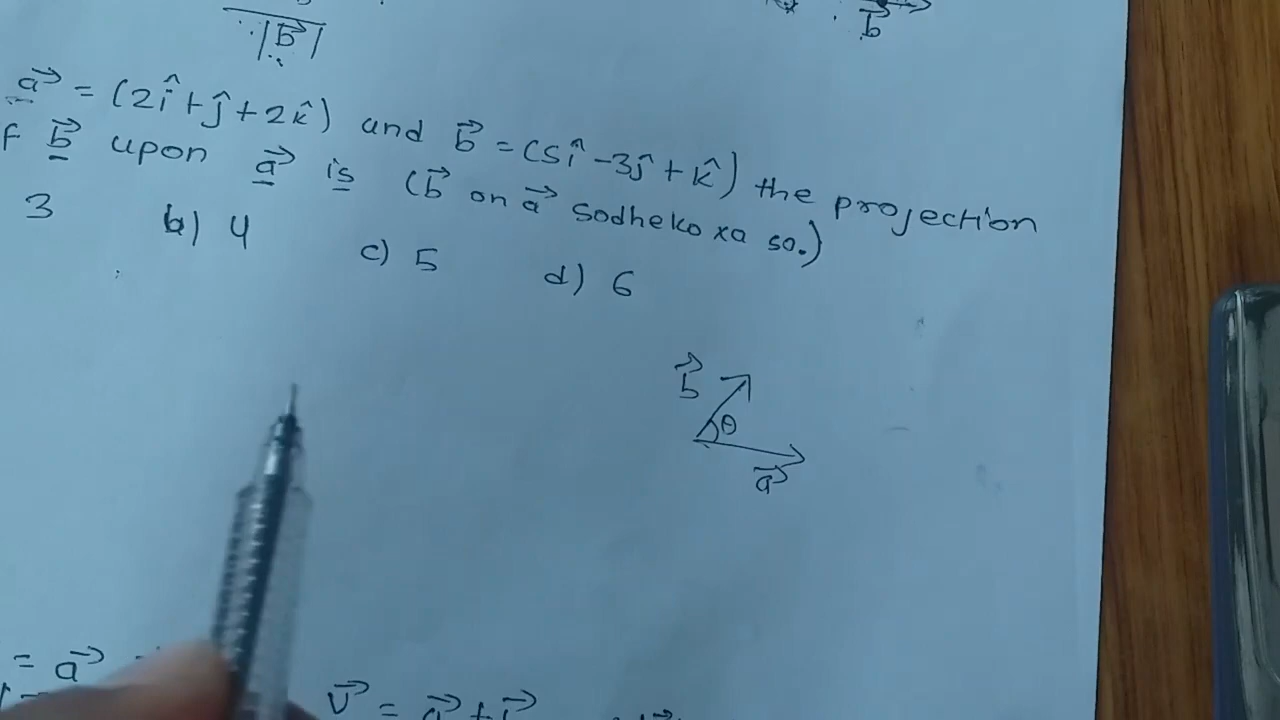 |b⃗|
b⃗
a⃗ = (2î+ĵ+2k̂) and b⃗ = (5î-3ĵ+k̂) the projection
f b⃗ upon a⃗ is (b⃗ on a⃗ sodheko xa so.)
3 b) 4 c) 5 d) 6
b⃗
θ
a⃗
= a⃗
V⃗ = a⃗ +